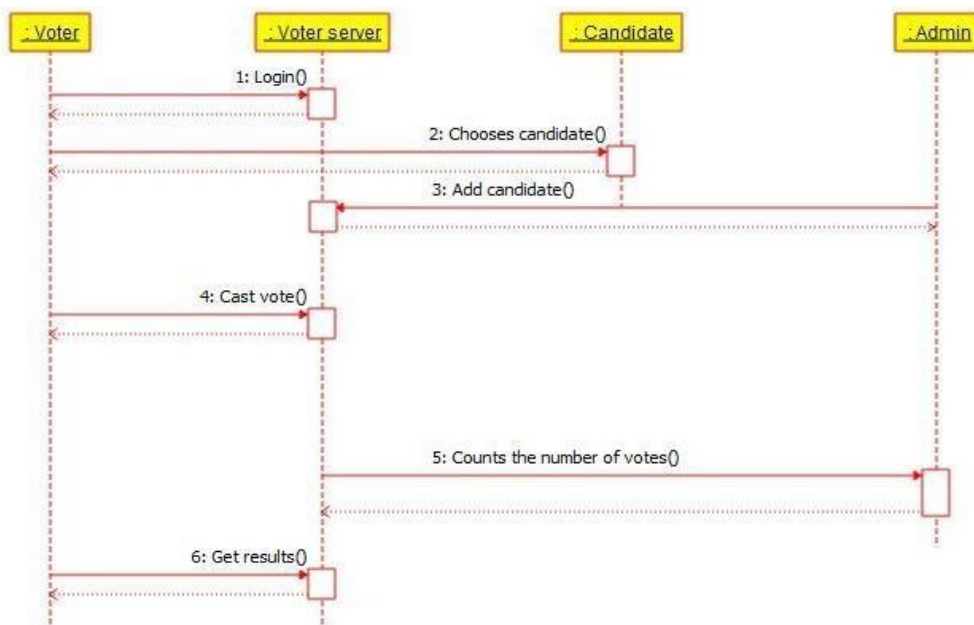 : Voter
: Voter server
: Candidate
: Admin
1: Login()
2: Chooses candidate()
3: Add candidate()
4: Cast vote()
5: Counts the number of votes()
6: Get results()